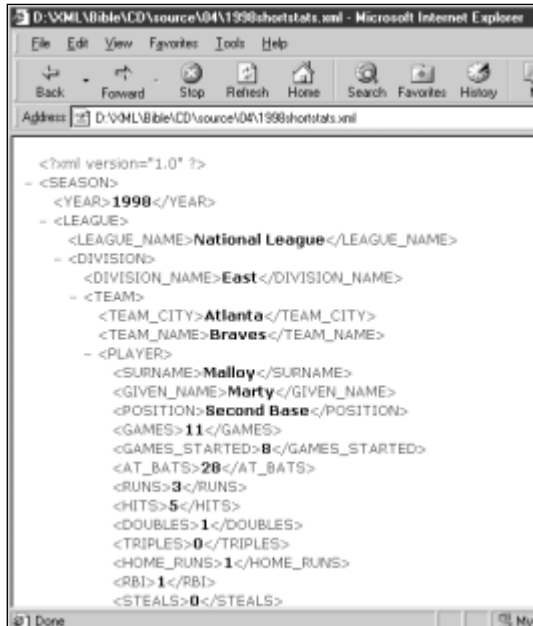 D:\XML\Bible\CD\source\04\1998shortstats.xml - Microsoft Internet Explorer
File Edit View Favorites Tools Help
Back Forward Stop Refresh Home Search Favorites History
Address D:\XML\Bible\CD\source\04\1998shortstats.xml
<?xml version="1.0" ?>
- <SEASON>
<YEAR>1998</YEAR>
- <LEAGUE>
<LEAGUE_NAME>National League</LEAGUE_NAME>
- <DIVISION>
<DIVISION_NAME>East</DIVISION_NAME>
- <TEAM>
<TEAM_CITY>Atlanta</TEAM_CITY>
<TEAM_NAME>Braves</TEAM_NAME>
- <PLAYER>
<SURNAME>Malloy</SURNAME>
<GIVEN_NAME>Marty</GIVEN_NAME>
<POSITION>Second Base</POSITION>
<GAMES>11</GAMES>
<GAMES_STARTED>8</GAMES_STARTED>
<AT_BATS>28</AT_BATS>
<RUNS>3</RUNS>
<HITS>5</HITS>
<DOUBLES>1</DOUBLES>
<TRIPLES>0</TRIPLES>
<HOME_RUNS>1</HOME_RUNS>
<RBI>1</RBI>
<STEALS>0</STEALS>
Done My